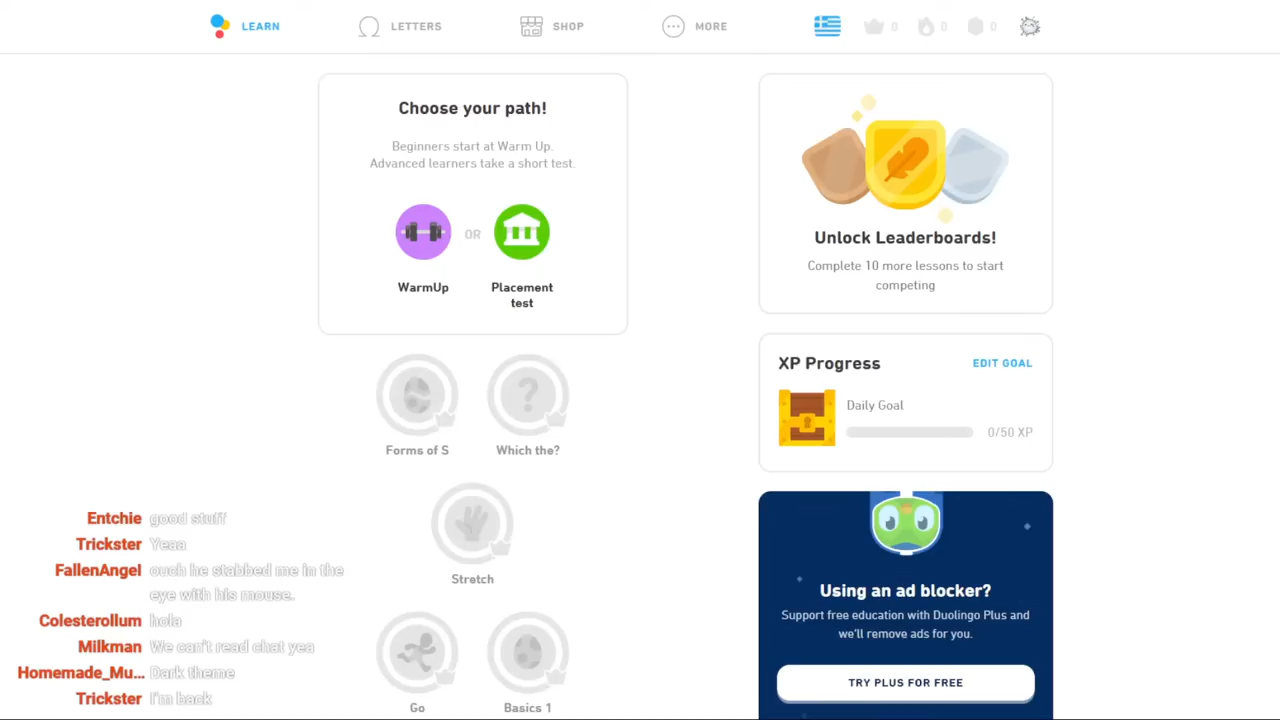 LEARN
LETTERS
SHOP
MORE
0
0
0
Choose your path!
Beginners start at Warm Up.
Advanced learners take a short test.
OR
WarmUp
Placement
test
Forms of S
Which the?
Stretch
Go
Basics 1
Unlock Leaderboards!
Complete 10 more lessons to start
competing
XP Progress
EDIT GOAL
Daily Goal
0/50 XP
Using an ad blocker?
Support free education with Duolingo Plus and
we'll remove ads for you.
TRY PLUS FOR FREE
Entchie good stuff
Trickster Yeaa
FallenAngel ouch he stabbed me in the
eye with his mouse.
Colesterollum hola
Milkman We can't read chat yea
Homemade_Mu... Dark theme
Trickster I'm back